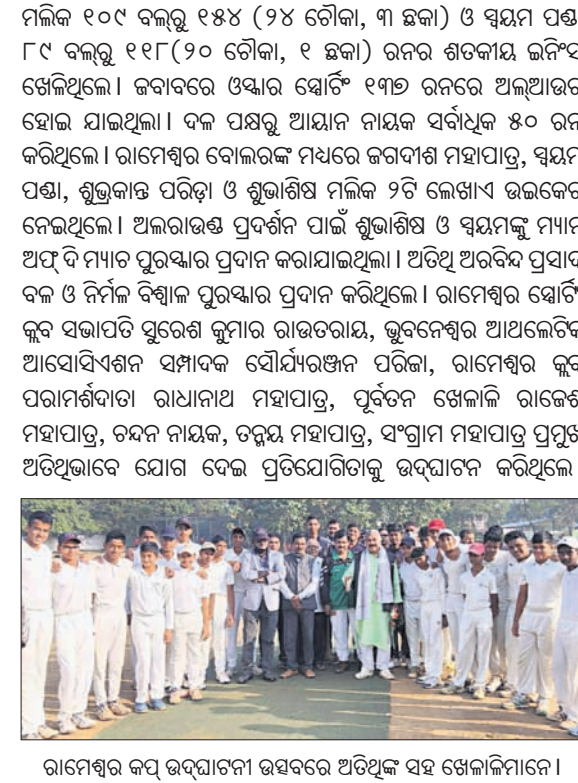 ମଲିକ ୧୦୯ ବଲ୍‌ରୁ ୧୫୪ (୨୪ ଚୌକା, ୩ ଛକା) ଓ ସ୍ୱୟମ ପଣ୍ଡା
୮୯ ବଲ୍‌ରୁ ୧୧୮(୨୦ ଚୌକା, ୧ ଛକା) ରନର ଶତକୀୟ ଇନିଂସ
ଖେଳିଥିଲେ। ଜବାବରେ ଓସ୍କାର ସ୍ପୋର୍ଟିଂ ୧୩୭ ରନରେ ଅଲ୍‌ଆଉଟ
ହୋଇ ଯାଇଥିଲା। ଦଳ ପକ୍ଷରୁ ଆୟାନ ନାୟକ ସର୍ବାଧିକ ୫୦ ରନ
କରିଥିଲେ। ରାମେଶ୍ୱର ବୋଲରଙ୍କ ମଧ୍ୟରେ ଜଗଦୀଶ ମହାପାତ୍ର, ସ୍ୱୟମ
ପଣ୍ଡା, ଶୁଭ୍ରକାନ୍ତ ପରିଡ଼ା ଓ ଶୁଭାଶିଷ ମଲିକ ୨ଟି ଲେଖାଏ ଉଇକେଟ
ନେଇଥିଲେ। ଅଲରାଉଣ୍ଡ ପ୍ରଦର୍ଶନ ପାଇଁ ଶୁଭାଶିଷ ଓ ସ୍ୱୟମଙ୍କୁ ମ୍ୟାନ
ଅଫ୍ ଦି ମ୍ୟାଚ ପୁରସ୍କାର ପ୍ରଦାନ କରାଯାଇଥିଲା। ଅତିଥି ଅରବିନ୍ଦ ପ୍ରସାଦ
ବଳ ଓ ନିର୍ମଳ ବିଶ୍ୱାଳ ପୁରସ୍କାର ପ୍ରଦାନ କରିଥିଲେ। ରାମେଶ୍ୱର ସ୍ପୋର୍ଟିଂ
କ୍ଲବ ସଭାପତି ସୁରେଶ କୁମାର ରାଉତରାୟ, ଭୁବନେଶ୍ୱର ଆଥଲେଟିକ
ଆସୋସିଏଶନ ସମ୍ପାଦକ ସୌର୍ଯ୍ୟରଞ୍ଜନ ପରିଜା, ରାମେଶ୍ୱର କ୍ଲବ
ପରାମର୍ଶଦାତା ରାଧାନାଥ ମହାପାତ୍ର, ପୂର୍ବତନ ଖେଳାଳି ରାଜେଶ
ମହାପାତ୍ର, ଚନ୍ଦନ ନାୟକ, ତନ୍ମୟ ମହାପାତ୍ର, ସଂଗ୍ରାମ ମହାପାତ୍ର ପ୍ରମୁଖ
ଅତିଥିଭାବେ ଯୋଗ ଦେଇ ପ୍ରତିଯୋଗିତାକୁ ଉଦ୍‌ଘାଟନ କରିଥିଲେ
ରାମେଶ୍ୱର କପ୍ ଉଦ୍‌ଘାଟନୀ ଉତ୍ସବରେ ଅତିଥିଙ୍କ ସହ ଖେଳାଳିମାନେ।